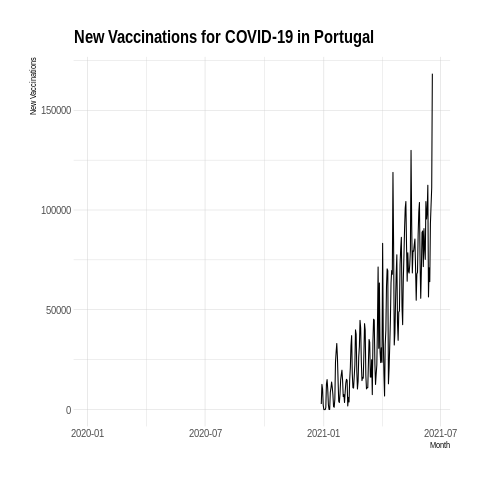 New Vaccinations for COVID-19 in Portugal
New Vaccinations
150000
100000
50000
0
2020-01 2020-07 2021-01 2021-07
Month